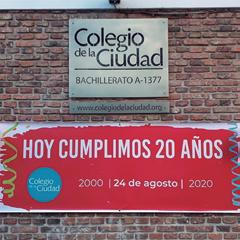 Colegio
de la
Ciudad
BACHILLERATO A-1377
www.colegiodelaciudad.org
HOY CUMPLIMOS 20 AÑOS
Colegio
de la
Ciudad
2000 | 24 de agosto | 2020